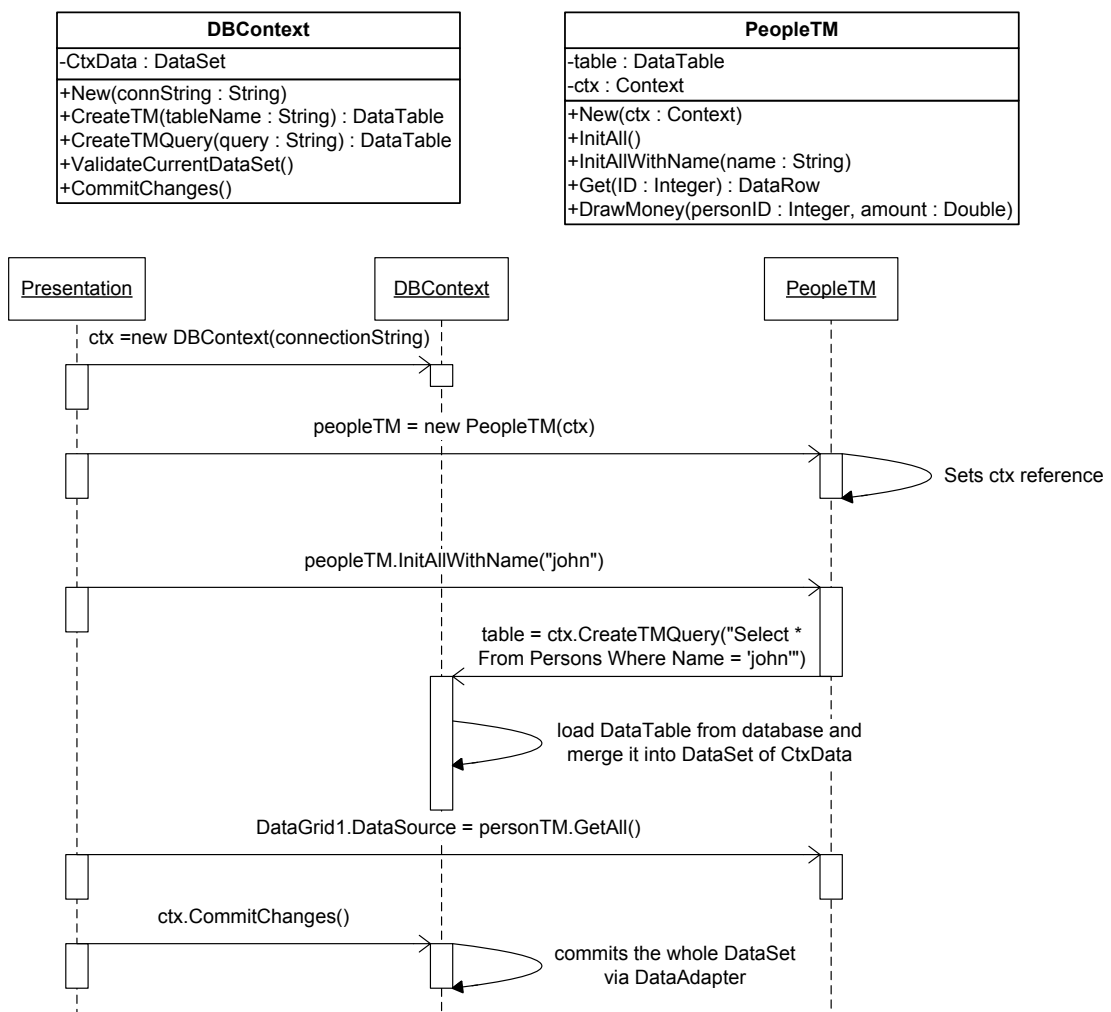 DBContext
-CtxData : DataSet
+New(connString : String)
+CreateTM(tableName : String) : DataTable
+CreateTMQuery(query : String) : DataTable
+ValidateCurrentDataSet()
+CommitChanges()
PeopleTM
-table : DataTable
-ctx : Context
+New(ctx : Context)
+InitAll()
+InitAllWithName(name : String)
+Get(ID : Integer) : DataRow
+DrawMoney(personID : Integer, amount : Double)
Presentation
DBContext
PeopleTM
ctx =new DBContext(connectionString)
peopleTM = new PeopleTM(ctx)
Sets ctx reference
peopleTM.InitAllWithName("john")
table = ctx.CreateTMQuery("Select *
From Persons Where Name = 'john'")
load DataTable from database and
merge it into DataSet of CtxData
DataGrid1.DataSource = personTM.GetAll()
ctx.CommitChanges()
commits the whole DataSet
via DataAdapter